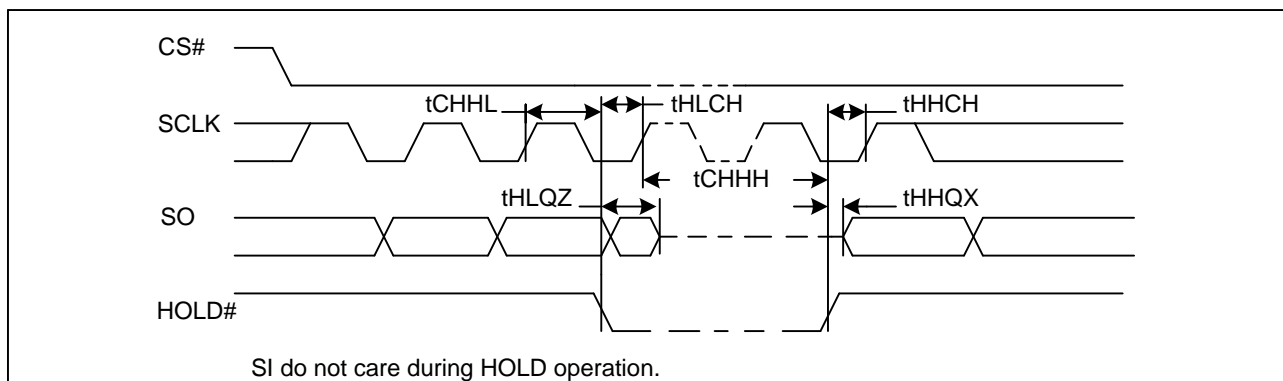 CS#
tCHHL
tHLCH
tHHCH
SCLK
tCHHH
tHLQZ
tHHQX
SO
HOLD#
SI do not care during HOLD operation.